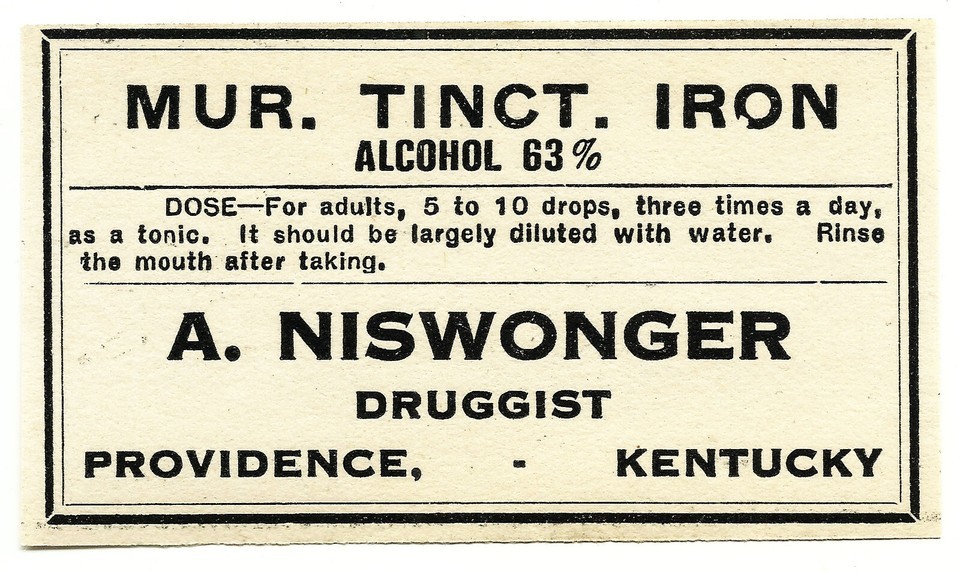 MUR. TINCT. IRON
ALCOHOL 63%
DOSE—For adults, 5 to 10 drops, three times a day,
as a tonic. It should be largely diluted with water. Rinse
the mouth after taking.
A. NISWONGER
DRUGGIST
PROVIDENCE, - KENTUCKY